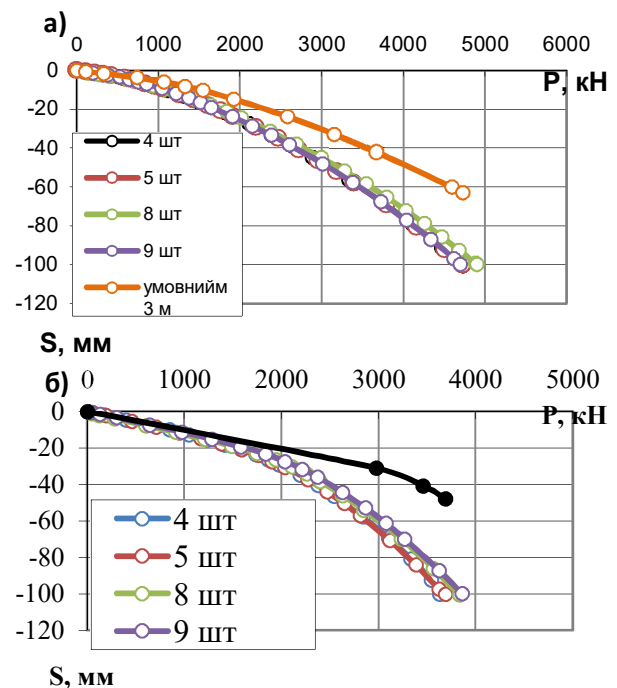 а)
0 1000 2000 3000 4000 5000 6000
P, кН
0
-20
-40
-60
-80
-100
-120
4 шт
5 шт
8 шт
9 шт
умовнийм
3 м
S, мм
б)
0 1000 2000 3000 4000 5000
P, кН
0
-20
-40
-60
-80
-100
-120
4 шт
5 шт
8 шт
9 шт
S, мм